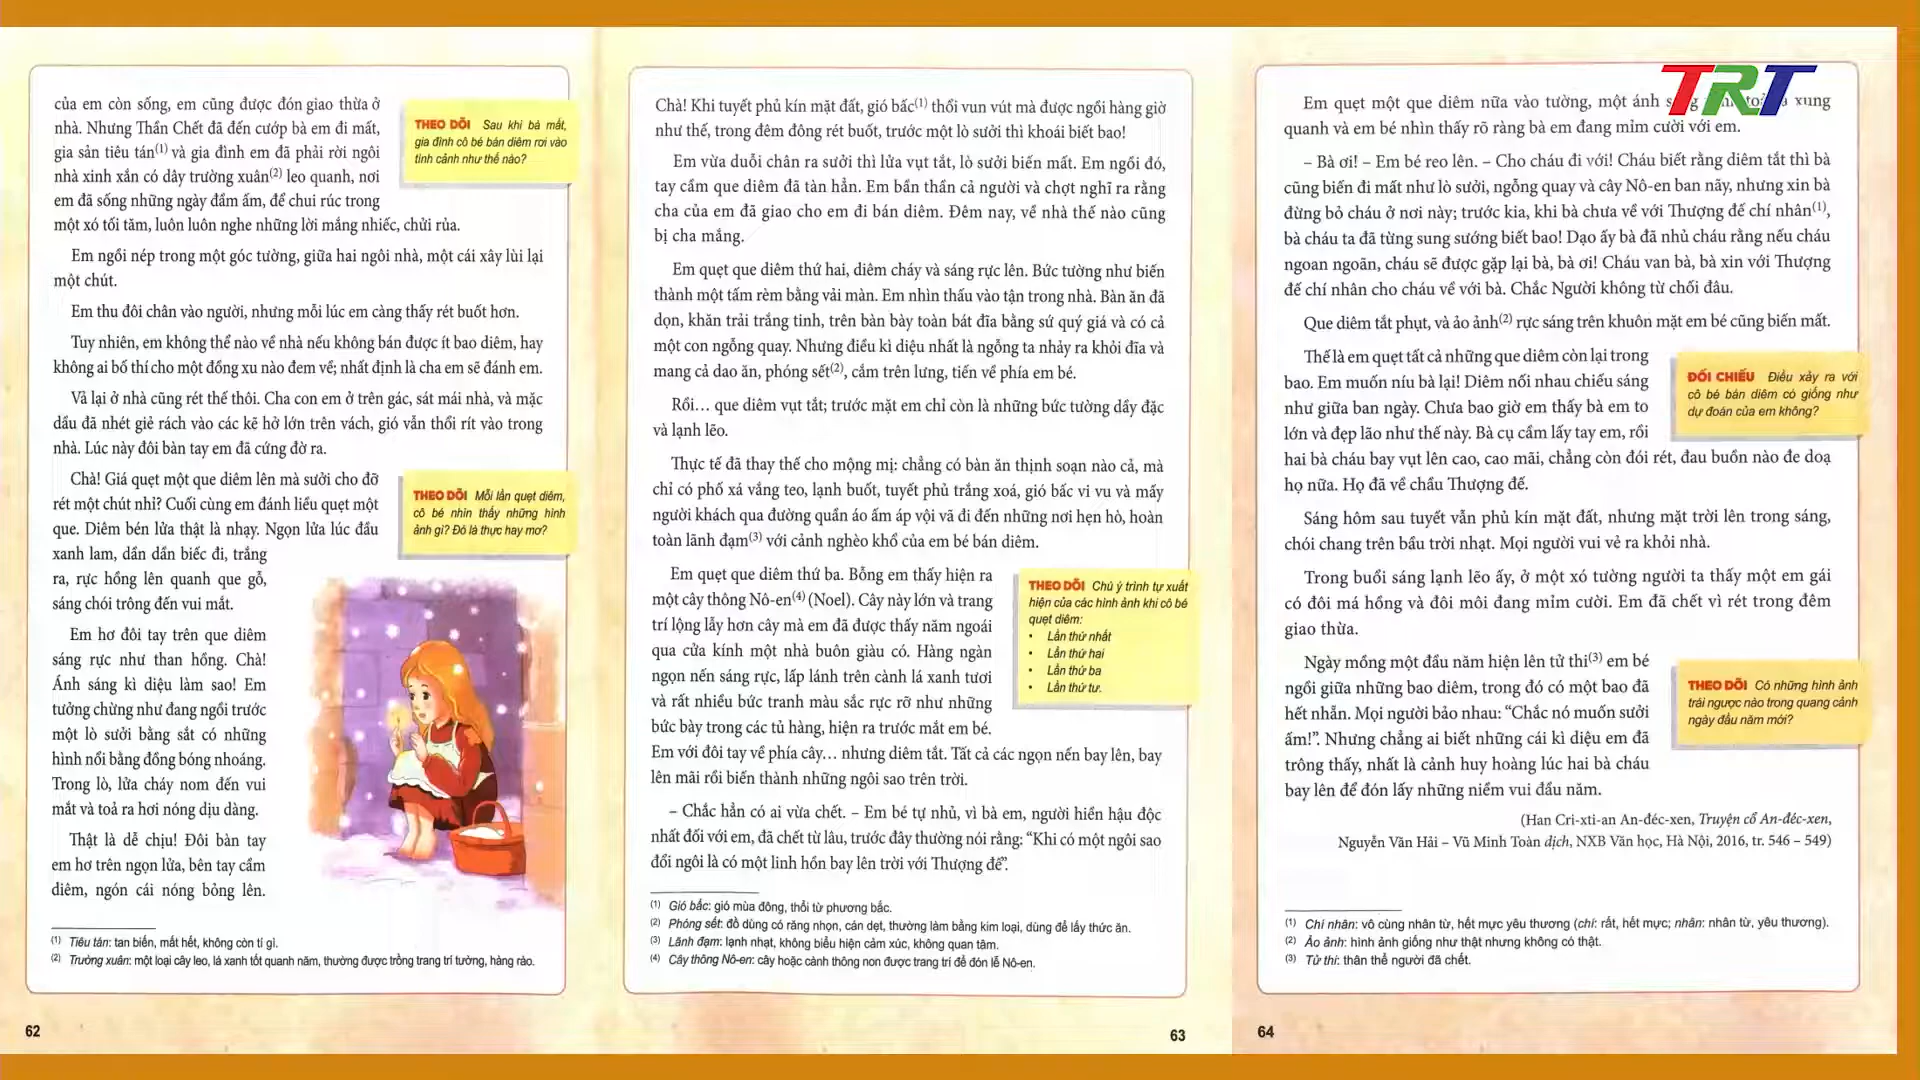 TRT
của em còn sống, em cũng được đón giao thừa ở
nhà. Nhưng Thần Chết đã đến cướp bà em đi mất,
gia sản tiêu tán(1) và gia đình em đã phải rời ngôi
nhà xinh xắn có dây trường xuân(2) leo quanh, nơi
em đã sống những ngày đầm ấm, để chui rúc trong
một xó tối tăm, luôn luôn nghe những lời mắng nhiếc, chửi rủa.
THEO DÕI Sau khi bà mất,
gia đình cô bé bán diêm rơi vào
tình cảnh như thế nào?
Em ngồi nép trong một góc tường, giữa hai ngôi nhà, một cái xây lùi lại
một chút.
Em thu đôi chân vào người, nhưng mỗi lúc em càng thấy rét buốt hơn.
Tuy nhiên, em không thể nào về nhà nếu không bán được ít bao diêm, hay
không ai bố thí cho một đồng xu nào đem về; nhất định là cha em sẽ đánh em.
Vả lại ở nhà cũng rét thế thôi. Cha con em ở trên gác, sát mái nhà, và mặc
dầu đã nhét giẻ rách vào các kẽ hở lớn trên vách, gió vẫn thổi rít vào trong
nhà. Lúc này đôi bàn tay em đã cứng đờ ra.
Chà! Giá quẹt một que diêm lên mà sưởi cho đỡ
rét một chút nhỉ? Cuối cùng em đánh liều quẹt một
que. Diêm bén lửa thật là nhạy. Ngọn lửa lúc đầu
xanh lam, dần dần biếc đi, trắng
ra, rực hồng lên quanh que gỗ,
sáng chói trông đến vui mắt.
THEO DÕI Mỗi lần quẹt diêm,
cô bé nhìn thấy những hình
ảnh gì? Đó là thực hay mơ?
Em hơ đôi tay trên que diêm
sáng rực như than hồng. Chà!
Ánh sáng kì diệu làm sao! Em
tưởng chừng như đang ngồi trước
một lò sưởi bằng sắt có những
hình nổi bằng đồng bóng nhoáng.
Trong lò, lửa cháy nom đến vui
mắt và toả ra hơi nóng dịu dàng.
Thật là dễ chịu! Đôi bàn tay
em hơ trên ngọn lửa, bên tay cầm
diêm, ngón cái nóng bỏng lên.
(1) Tiêu tán: tan biến, mất hết, không còn tí gì.
(2) Trường xuân: một loại cây leo, lá xanh tốt quanh năm, thường được trồng trang trí tường, hàng rào.
62
Chà! Khi tuyết phủ kín mặt đất, gió bấc(1) thổi vun vút mà được ngồi hàng giờ
như thế, trong đêm đông rét buốt, trước một lò sưởi thì khoái biết bao!
Em vừa duỗi chân ra sưởi thì lửa vụt tắt, lò sưởi biến mất. Em ngồi đó,
tay cầm que diêm đã tàn hẳn. Em bần thần cả người và chợt nghĩ ra rằng
cha của em đã giao cho em đi bán diêm. Đêm nay, về nhà thế nào cũng
bị cha mắng.
Em quẹt que diêm thứ hai, diêm cháy và sáng rực lên. Bức tường như biến
thành một tấm rèm bằng vải màn. Em nhìn thấu vào tận trong nhà. Bàn ăn đã
dọn, khăn trải trắng tinh, trên bàn bày toàn bát đĩa bằng sứ quý giá và có cả
một con ngỗng quay. Nhưng điều kì diệu nhất là ngỗng ta nhảy ra khỏi đĩa và
mang cả dao ăn, phóng sết(2), cắm trên lưng, tiến về phía em bé.
Rồi... que diêm vụt tắt; trước mặt em chỉ còn là những bức tường dày đặc
và lạnh lẽo.
Thực tế đã thay thế cho mộng mị: chẳng có bàn ăn thịnh soạn nào cả, mà
chỉ có phố xá vắng teo, lạnh buốt, tuyết phủ trắng xoá, gió bấc vi vu và mấy
người khách qua đường quần áo ấm áp vội vã đi đến những nơi hẹn hò, hoàn
toàn lãnh đạm(3) với cảnh nghèo khổ của em bé bán diêm.
Em quẹt que diêm thứ ba. Bỗng em thấy hiện ra
một cây thông Nô-en(4) (Noel). Cây này lớn và trang
trí lộng lẫy hơn cây mà em đã được thấy năm ngoái
qua cửa kính một nhà buôn giàu có. Hàng ngàn
ngọn nến sáng rực, lấp lánh trên cành lá xanh tươi
và rất nhiều bức tranh màu sắc rực rỡ như những
bức bày trong các tủ hàng, hiện ra trước mắt em bé.
Em với đôi tay về phía cây... nhưng diêm tắt. Tất cả các ngọn nến bay lên, bay
lên mãi rồi biến thành những ngôi sao trên trời.
THEO DÕI Chú ý trình tự xuất
hiện của các hình ảnh khi cô bé
quẹt diêm:
• Lần thứ nhất
• Lần thứ hai
• Lần thứ ba
• Lần thứ tư.
– Chắc hẳn có ai vừa chết. – Em bé tự nhủ, vì bà em, người hiền hậu độc
nhất đối với em, đã chết từ lâu, trước đây thường nói rằng: “Khi có một ngôi sao
đổi ngôi là có một linh hồn bay lên trời với Thượng đế”.
(1) Gió bấc: gió mùa đông, thổi từ phương bắc.
(2) Phóng sết: đồ dùng có răng nhọn, cán dẹt, thường làm bằng kim loại, dùng để lấy thức ăn.
(3) Lãnh đạm: lạnh nhạt, không biểu hiện cảm xúc, không quan tâm.
(4) Cây thông Nô-en: cây hoặc cành thông non được trang trí để đón lễ Nô-en.
63
Em quẹt một que diêm nữa vào tường, một ánh xung
quanh và em bé nhìn thấy rõ ràng bà em đang mỉm cười với em.
– Bà ơi! – Em bé reo lên. – Cho cháu đi với! Cháu biết rằng diêm tắt thì bà
cũng biến đi mất như lò sưởi, ngỗng quay và cây Nô-en ban nãy, nhưng xin bà
đừng bỏ cháu ở nơi này; trước kia, khi bà chưa về với Thượng đế chí nhân(1),
bà cháu ta đã từng sung sướng biết bao! Dạo ấy bà đã nhủ cháu rằng nếu cháu
ngoan ngoãn, cháu sẽ được gặp lại bà, bà ơi! Cháu van bà, bà xin với Thượng
đế chí nhân cho cháu về với bà. Chắc Người không từ chối đâu.
Que diêm tắt phụt, và ảo ảnh(2) rực sáng trên khuôn mặt em bé cũng biến mất.
Thế là em quẹt tất cả những que diêm còn lại trong
bao. Em muốn níu bà lại! Diêm nối nhau chiếu sáng
như giữa ban ngày. Chưa bao giờ em thấy bà em to
lớn và đẹp lão như thế này. Bà cụ cầm lấy tay em, rồi
hai bà cháu bay vụt lên cao, cao mãi, chẳng còn đói rét, đau buồn nào đe doạ
họ nữa. Họ đã về chầu Thượng đế.
ĐỐI CHIẾU Điều xảy ra với
cô bé bán diêm có giống như
dự đoán của em không?
Sáng hôm sau tuyết vẫn phủ kín mặt đất, nhưng mặt trời lên trong sáng,
chói chang trên bầu trời nhạt. Mọi người vui vẻ ra khỏi nhà.
Trong buổi sáng lạnh lẽo ấy, ở một xó tường người ta thấy một em gái
có đôi má hồng và đôi môi đang mỉm cười. Em đã chết vì rét trong đêm
giao thừa.
Ngày mồng một đầu năm hiện lên tử thi(3) em bé
ngồi giữa những bao diêm, trong đó có một bao đã
hết nhẵn. Mọi người bảo nhau: “Chắc nó muốn sưởi
ấm!”. Nhưng chẳng ai biết những cái kì diệu em đã
trông thấy, nhất là cảnh huy hoàng lúc hai bà cháu
bay lên để đón lấy những niềm vui đầu năm.
THEO DÕI Có những hình ảnh
trái ngược nào trong quang cảnh
ngày đầu năm mới?
(Han Cri-xti-an An-đéc-xen, Truyện cổ An-đéc-xen,
Nguyễn Văn Hải – Vũ Minh Toàn dịch, NXB Văn học, Hà Nội, 2016, tr. 546 – 549)
(1) Chí nhân: vô cùng nhân từ, hết mực yêu thương (chí: rất, hết mực; nhân: nhân từ, yêu thương).
(2) Ảo ảnh: hình ảnh giống như thật nhưng không có thật.
(3) Tử thi: thân thể người đã chết.
64